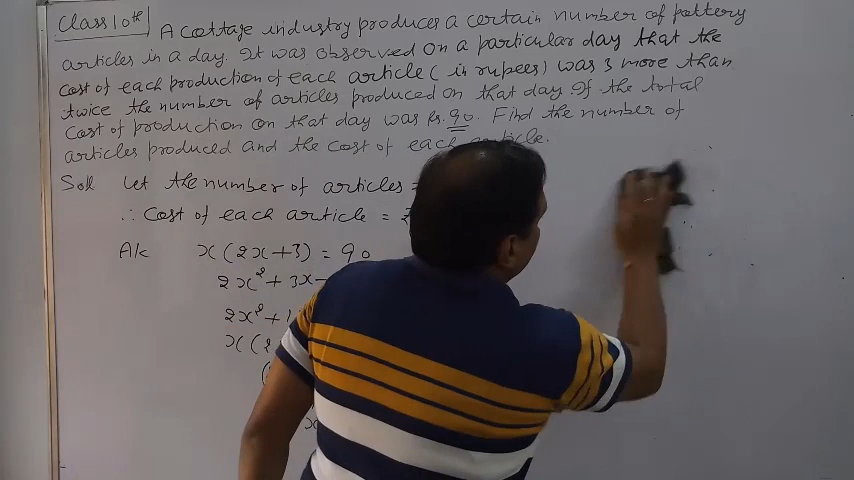 Class 10th
A cottage industry produces a certain number of pottery
articles in a day. It was observed on a particular day that the
cost of each production of each article (in rupees) was 3 more than
twice the number of articles produced on that day If the total
cost of production on that day was Rs. 90. Find the number of
articles produced and the cost of each article.
Soll Let the number of articles =
∴ Cost of each article =
A/c x(2x+3) = 90
2x² + 3x -
2x² + 1
x(2
(
x